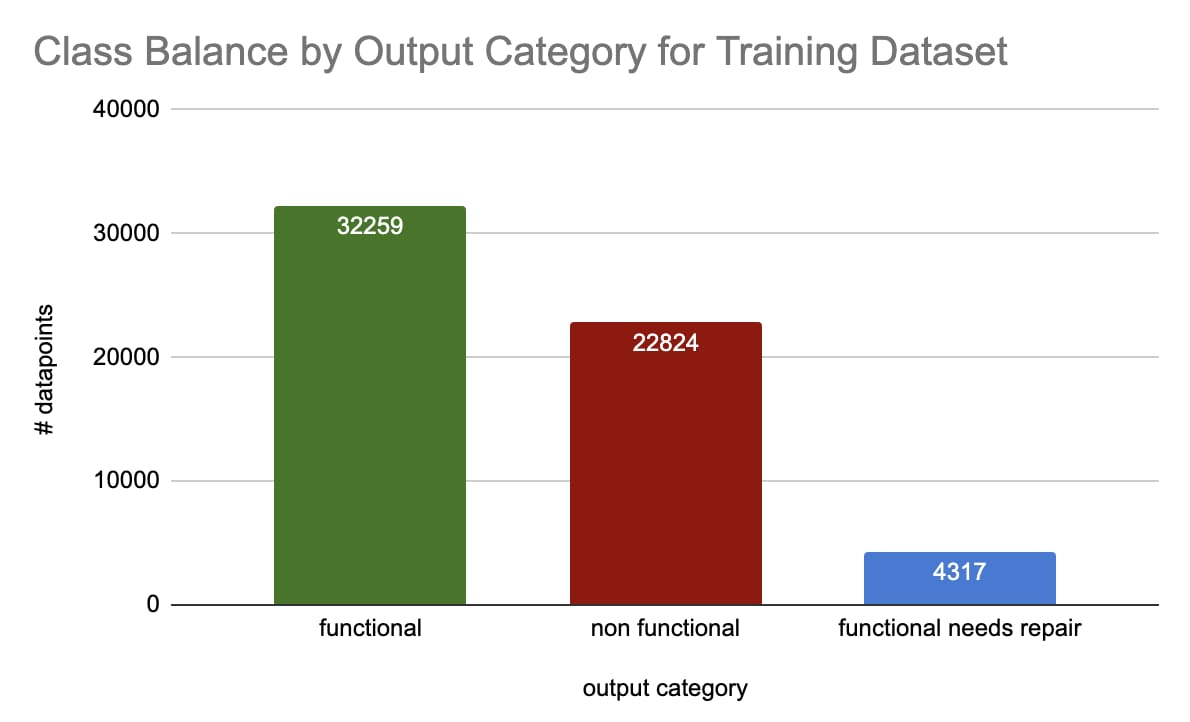 Class Balance by Output Category for Training Dataset
40000
30000
20000
10000
0
# datapoints
32259
22824
4317
functional
non functional
functional needs repair
output category